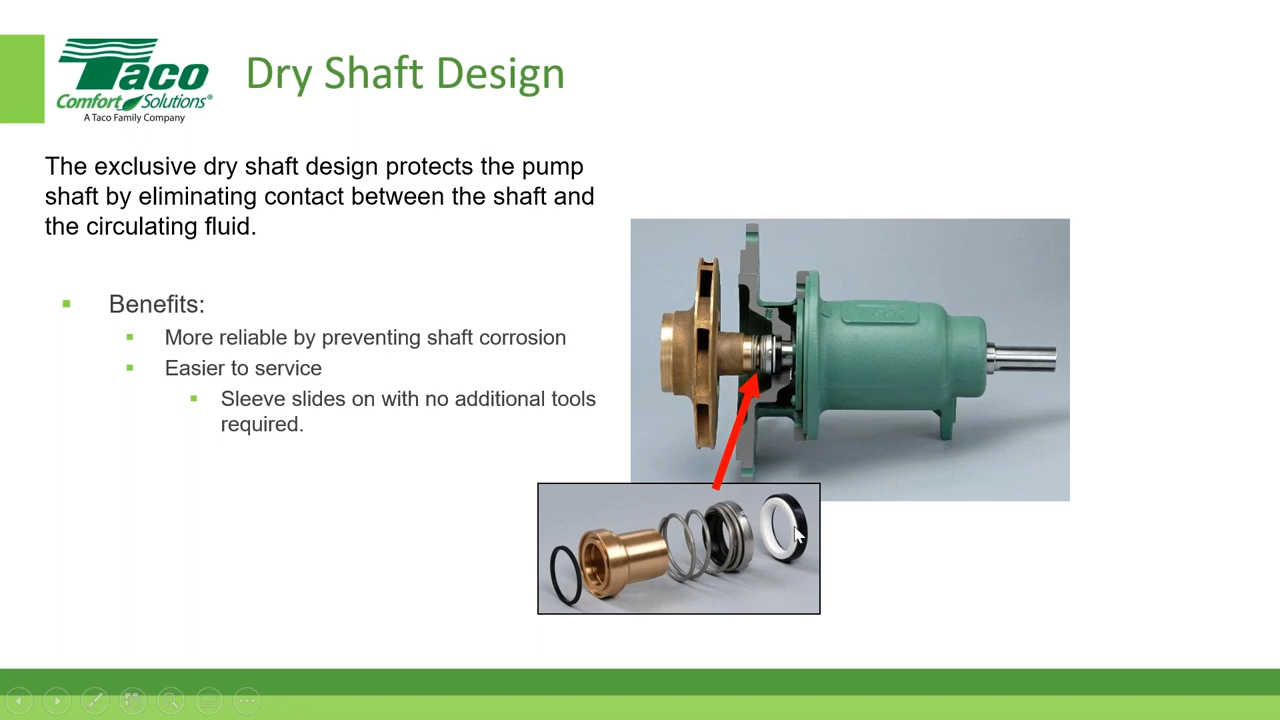 Taco
Comfort Solutions®
A Taco Family Company
Dry Shaft Design
The exclusive dry shaft design protects the pump
shaft by eliminating contact between the shaft and
the circulating fluid.
Benefits:
More reliable by preventing shaft corrosion
Easier to service
Sleeve slides on with no additional tools
required.